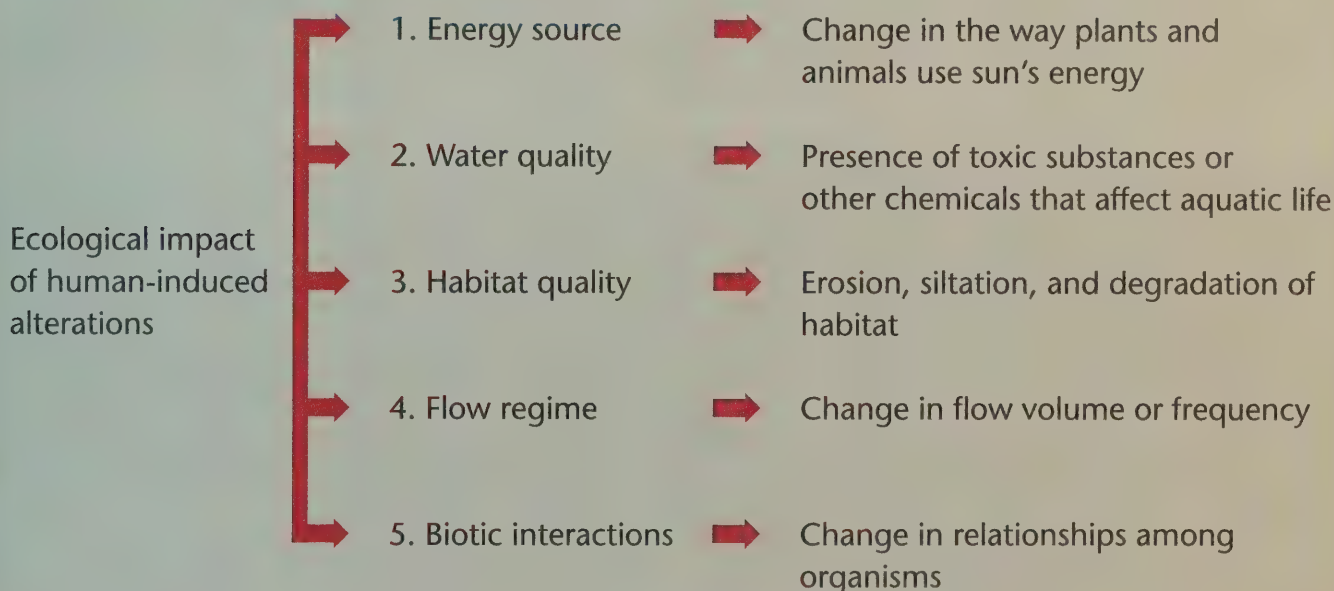 Ecological impact
of human-induced
alterations
1. Energy source
Change in the way plants and
animals use sun's energy
2. Water quality
Presence of toxic substances or
other chemicals that affect aquatic life
3. Habitat quality
Erosion, siltation, and degradation of
habitat
4. Flow regime
Change in flow volume or frequency
5. Biotic interactions
Change in relationships among
organisms